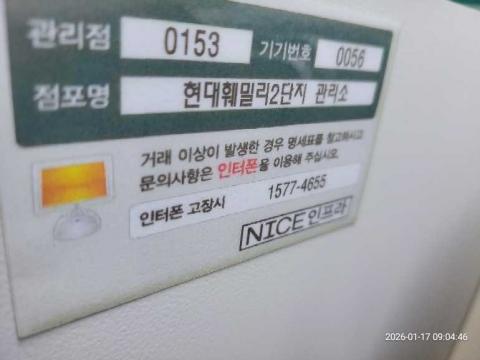 관리점 0153 기기번호 0056
점포명 현대훼밀리2단지 관리소
거래 이상이 발생한 경우 명세표를 참고하시고
문의사항은 인터폰을 이용해 주십시오.
인터폰 고장시 1577-4655
NICE 인프라
2026-01-17 09:04:46